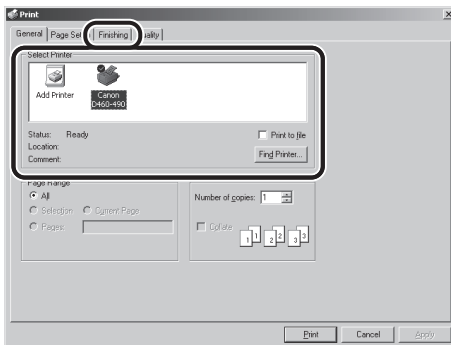 Print
General Page Setup Finishing Quality
Select Printer
Add Printer
Canon
D460-490
Status: Ready
Location:
Comment:
Print to file
Find Printer...
Page Range
All
Selection Current Page
Pages:
Number of copies: 1
Collate
1 1 2 2 3 3
Print Cancel Apply